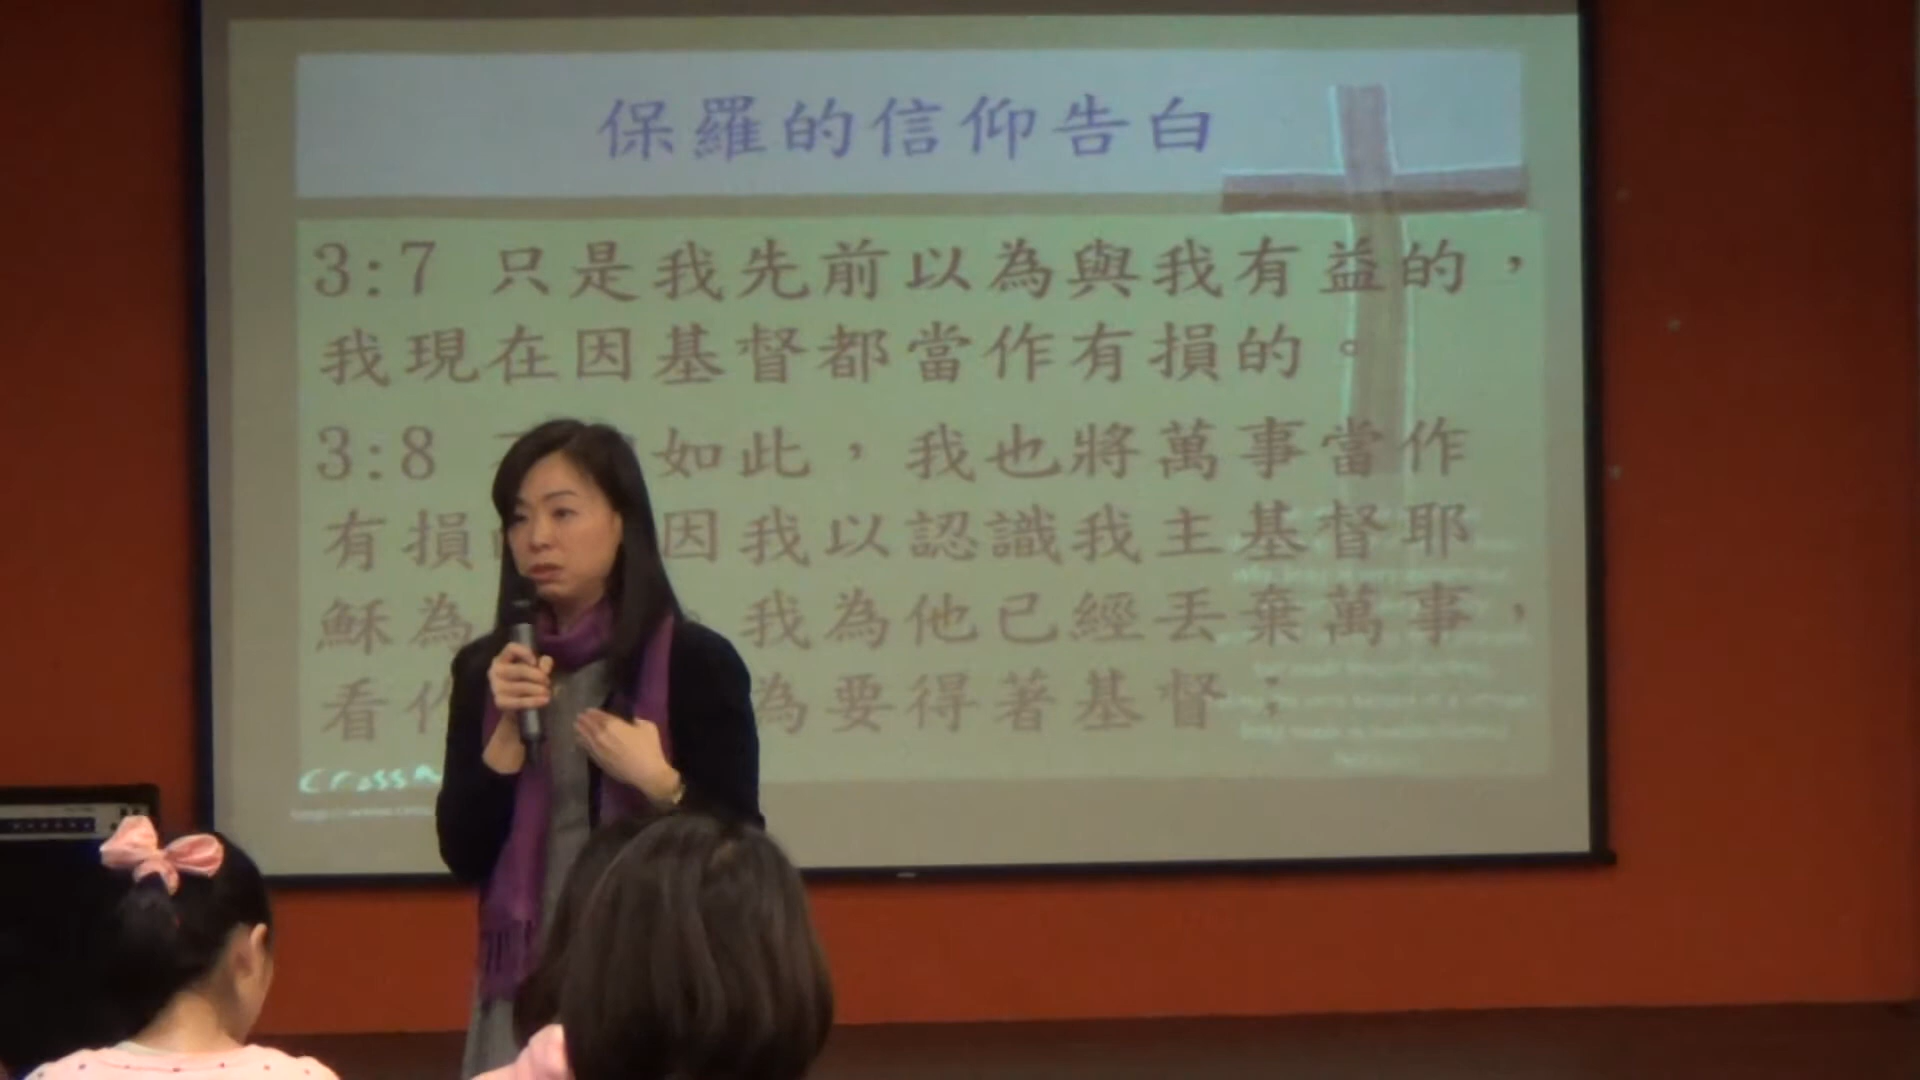 保羅的信仰告白
3:7 只是我先前以為與我有益的，
我現在因基督都當作有損的。
3:8 如此，我也將萬事當作
有損 因我以認識我主基督耶
穌為 我為他已經丟棄萬事，
看作 為要得著基督；